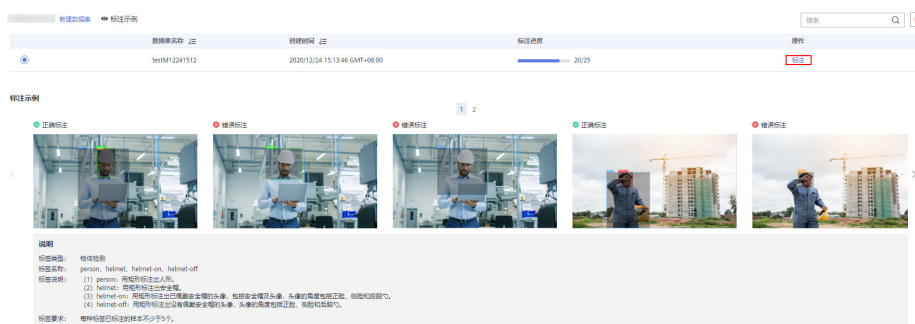 新建数据集 标注示例 搜索
数据集名称 创建时间 标注进度 操作
testM12241512 2020/12/24 15:13:46 GMT+08:00 20/25 标注
标注示例
1 2
正确标注 错误标注 错误标注 正确标注 错误标注
说明
标签类型: 物体检测
标签名称: person、helmet、helmet-on、helmet-off
标签说明: (1) person: 用矩形标注出人形。
(2) helmet: 用矩形标注出安全帽。
(3) helmet-on: 用矩形标注出已佩戴安全帽的头像,包括安全帽及头像,头像的角度包括正脸、侧脸和后脑勺。
(4) helmet-off: 用矩形标注出没有佩戴安全帽的头像,头像的角度包括正脸、侧脸和后脑勺。
标签要求: 每种标签已标注的样本不少于5个。